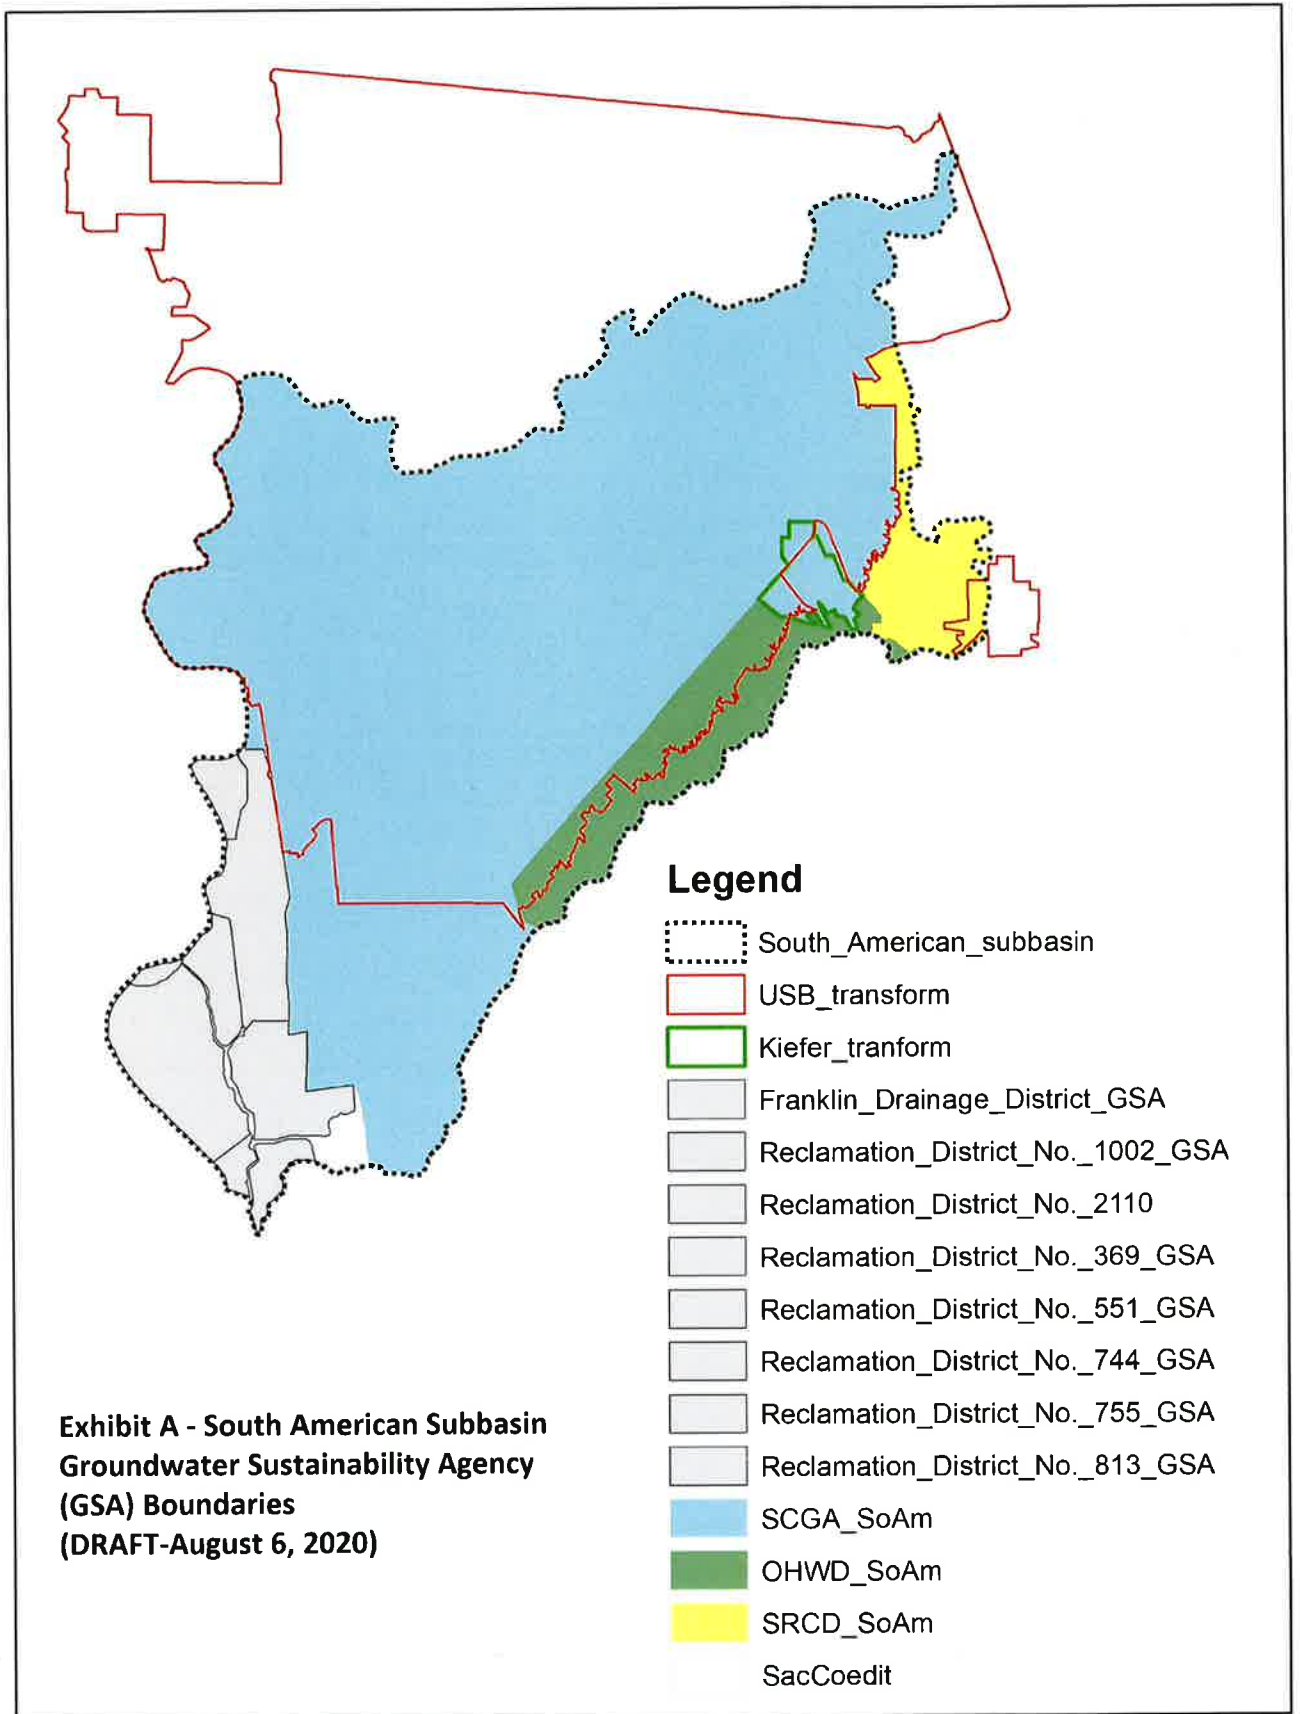 Legend
South_American_subbasin
USB_transform
Kiefer_tranform
Franklin_Drainage_District_GSA
Reclamation_District_No._1002_GSA
Reclamation_District_No._2110
Reclamation_District_No._369_GSA
Reclamation_District_No._551_GSA
Reclamation_District_No._744_GSA
Reclamation_District_No._755_GSA
Reclamation_District_No._813_GSA
SCGA_SoAm
OHWD_SoAm
SRCD_SoAm
SacCoedit
Exhibit A - South American Subbasin
Groundwater Sustainability Agency
(GSA) Boundaries
(DRAFT-August 6, 2020)